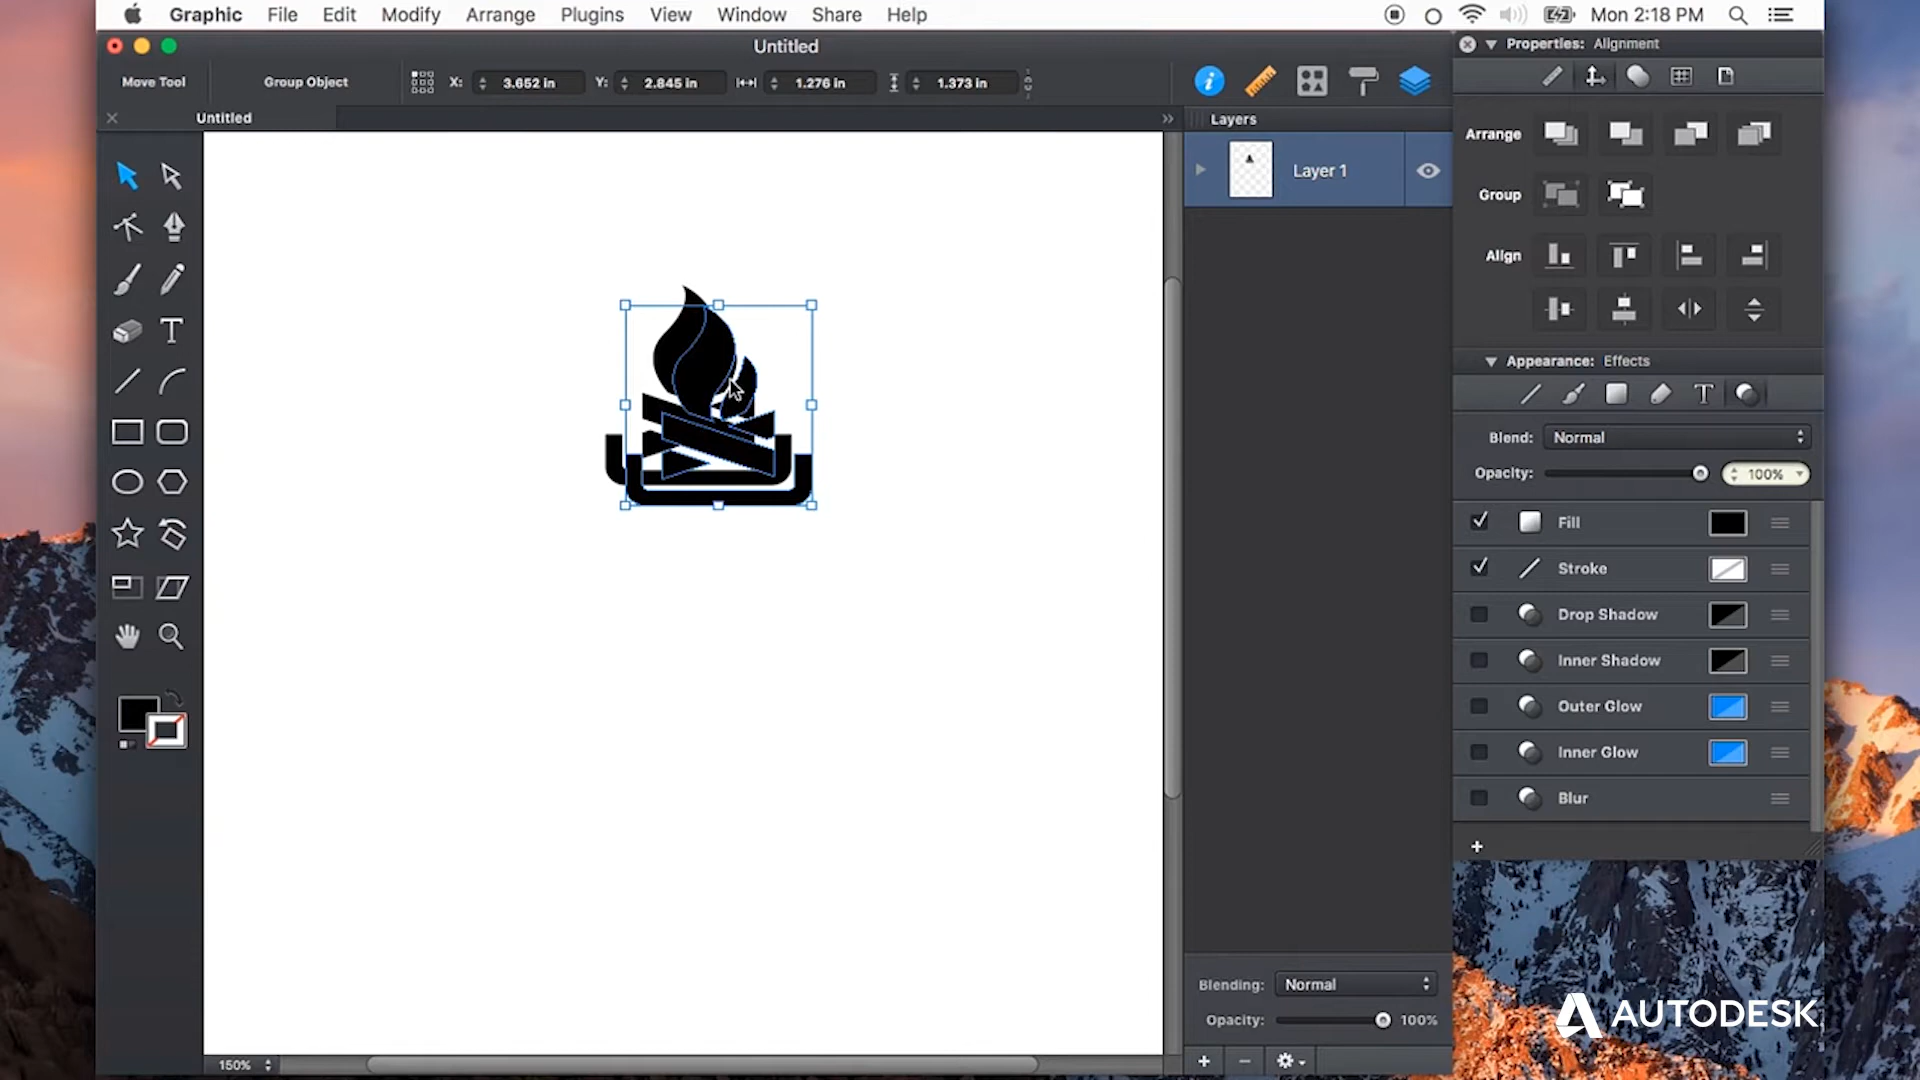 Graphic File Edit Modify Arrange Plugins View Window Share Help Mon 2:18 PM
Untitled
Properties: Alignment
Move Tool Group Object X: 3.652 in Y: 2.845 in 1.276 in 1.373 in
Untitled
Layers
Layer 1
Arrange
Group
Align
Appearance: Effects
T
T
Blend: Normal
Opacity: 100%
Fill
Stroke
Drop Shadow
Inner Shadow
Outer Glow
Inner Glow
Blur
Blending: Normal
Opacity: 100%
AUTODESK
150%